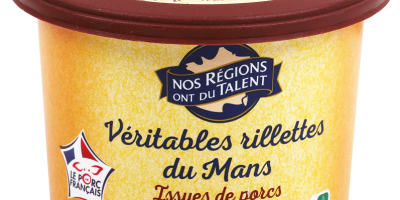 NOS RÉGIONS
ONT DU TALENT
Véritables rillettes
du Mans
LE PORC
FRANÇAIS
Issues de porcs